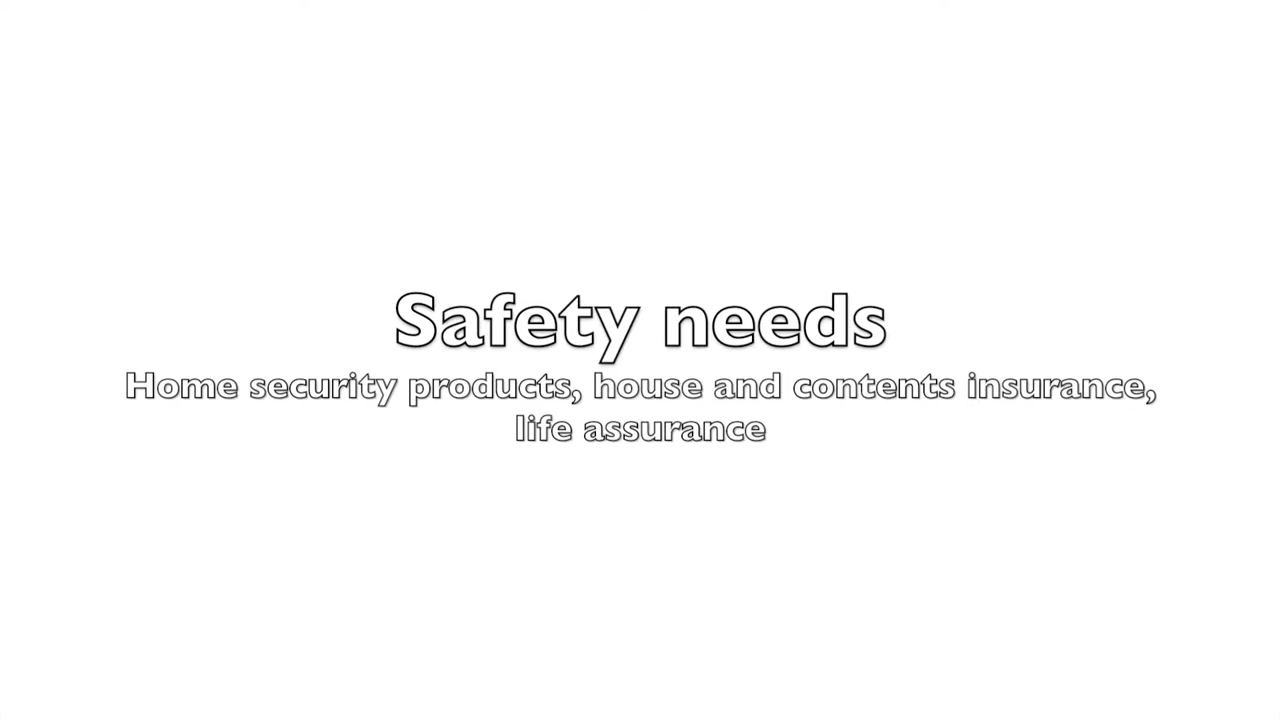 Safety needs
Home security products, house and contents insurance,
life assurance